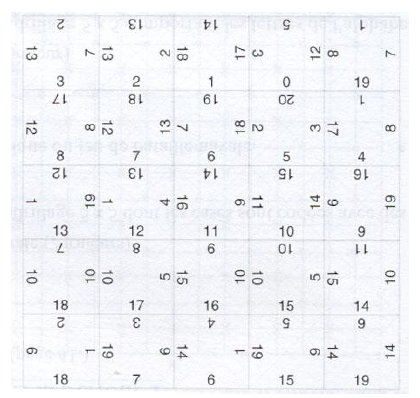 2 13 14 5 1
13 7 13 2 18 17 3 12 8 7
3 2 1 0 19
17 18 19 20 1
12 8 12 13 7 18 2 3 17 8
8 7 6 5 4
12 13 14 15 16
1 19 1 4 16 9 11 14 6 19
13 12 11 10 9
7 8 9 10 11
10 10 10 5 15 10 10 5 15 10
18 17 16 15 14
2 3 4 5 6
9 1 19 6 14 1 19 9 14 14
18 7 6 15 19